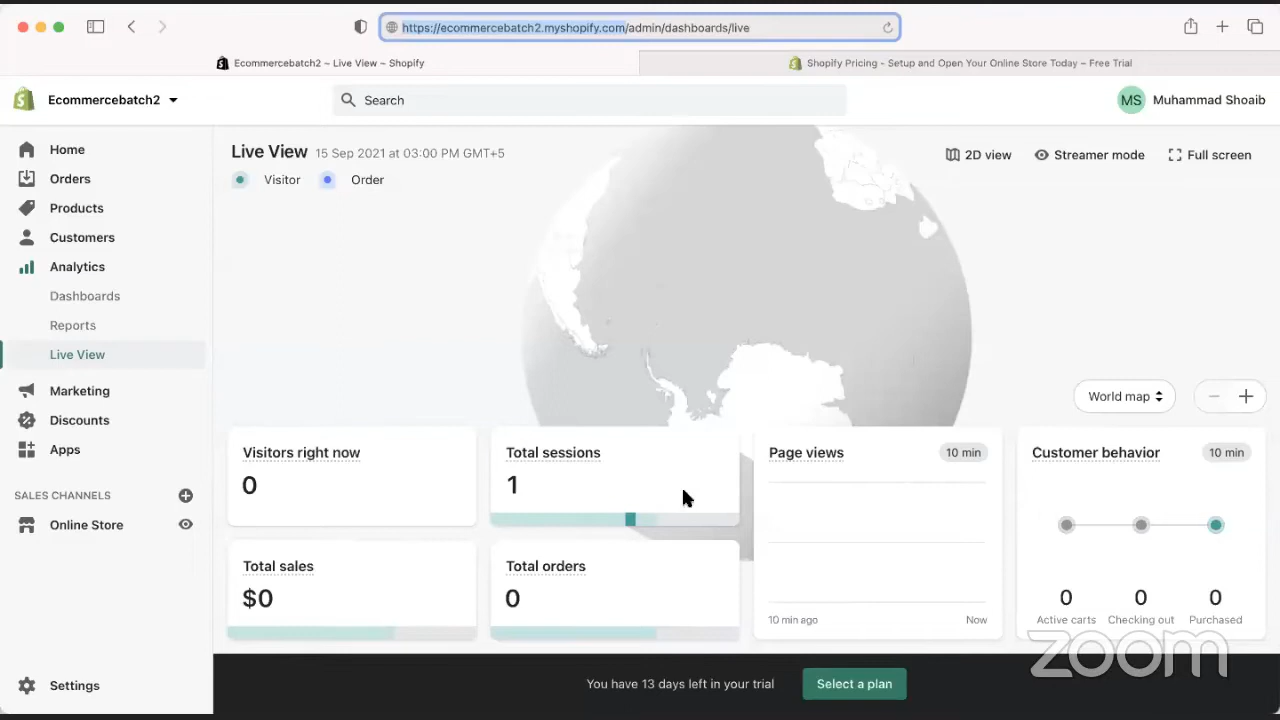 https://ecommercebatch2.myshopify.com/admin/dashboards/live
Ecommercebatch2 ~ Live View ~ Shopify
Shopify Pricing - Setup and Open Your Online Store Today ~ Free Trial
Ecommercebatch2
Search
MS
Muhammad Shoaib
Home
Orders
Products
Customers
Analytics
Dashboards
Reports
Live View
Marketing
Discounts
Apps
SALES CHANNELS
Online Store
Settings
Live View 15 Sep 2021 at 03:00 PM GMT+5
2D view
Streamer mode
Full screen
Visitor
Order
World map
Visitors right now
0
Total sessions
1
Page views
10 min
10 min ago
Now
Customer behavior
10 min
0
0
0
Active carts
Checking out
Purchased
Total sales
$0
Total orders
0
You have 13 days left in your trial
Select a plan
zoom